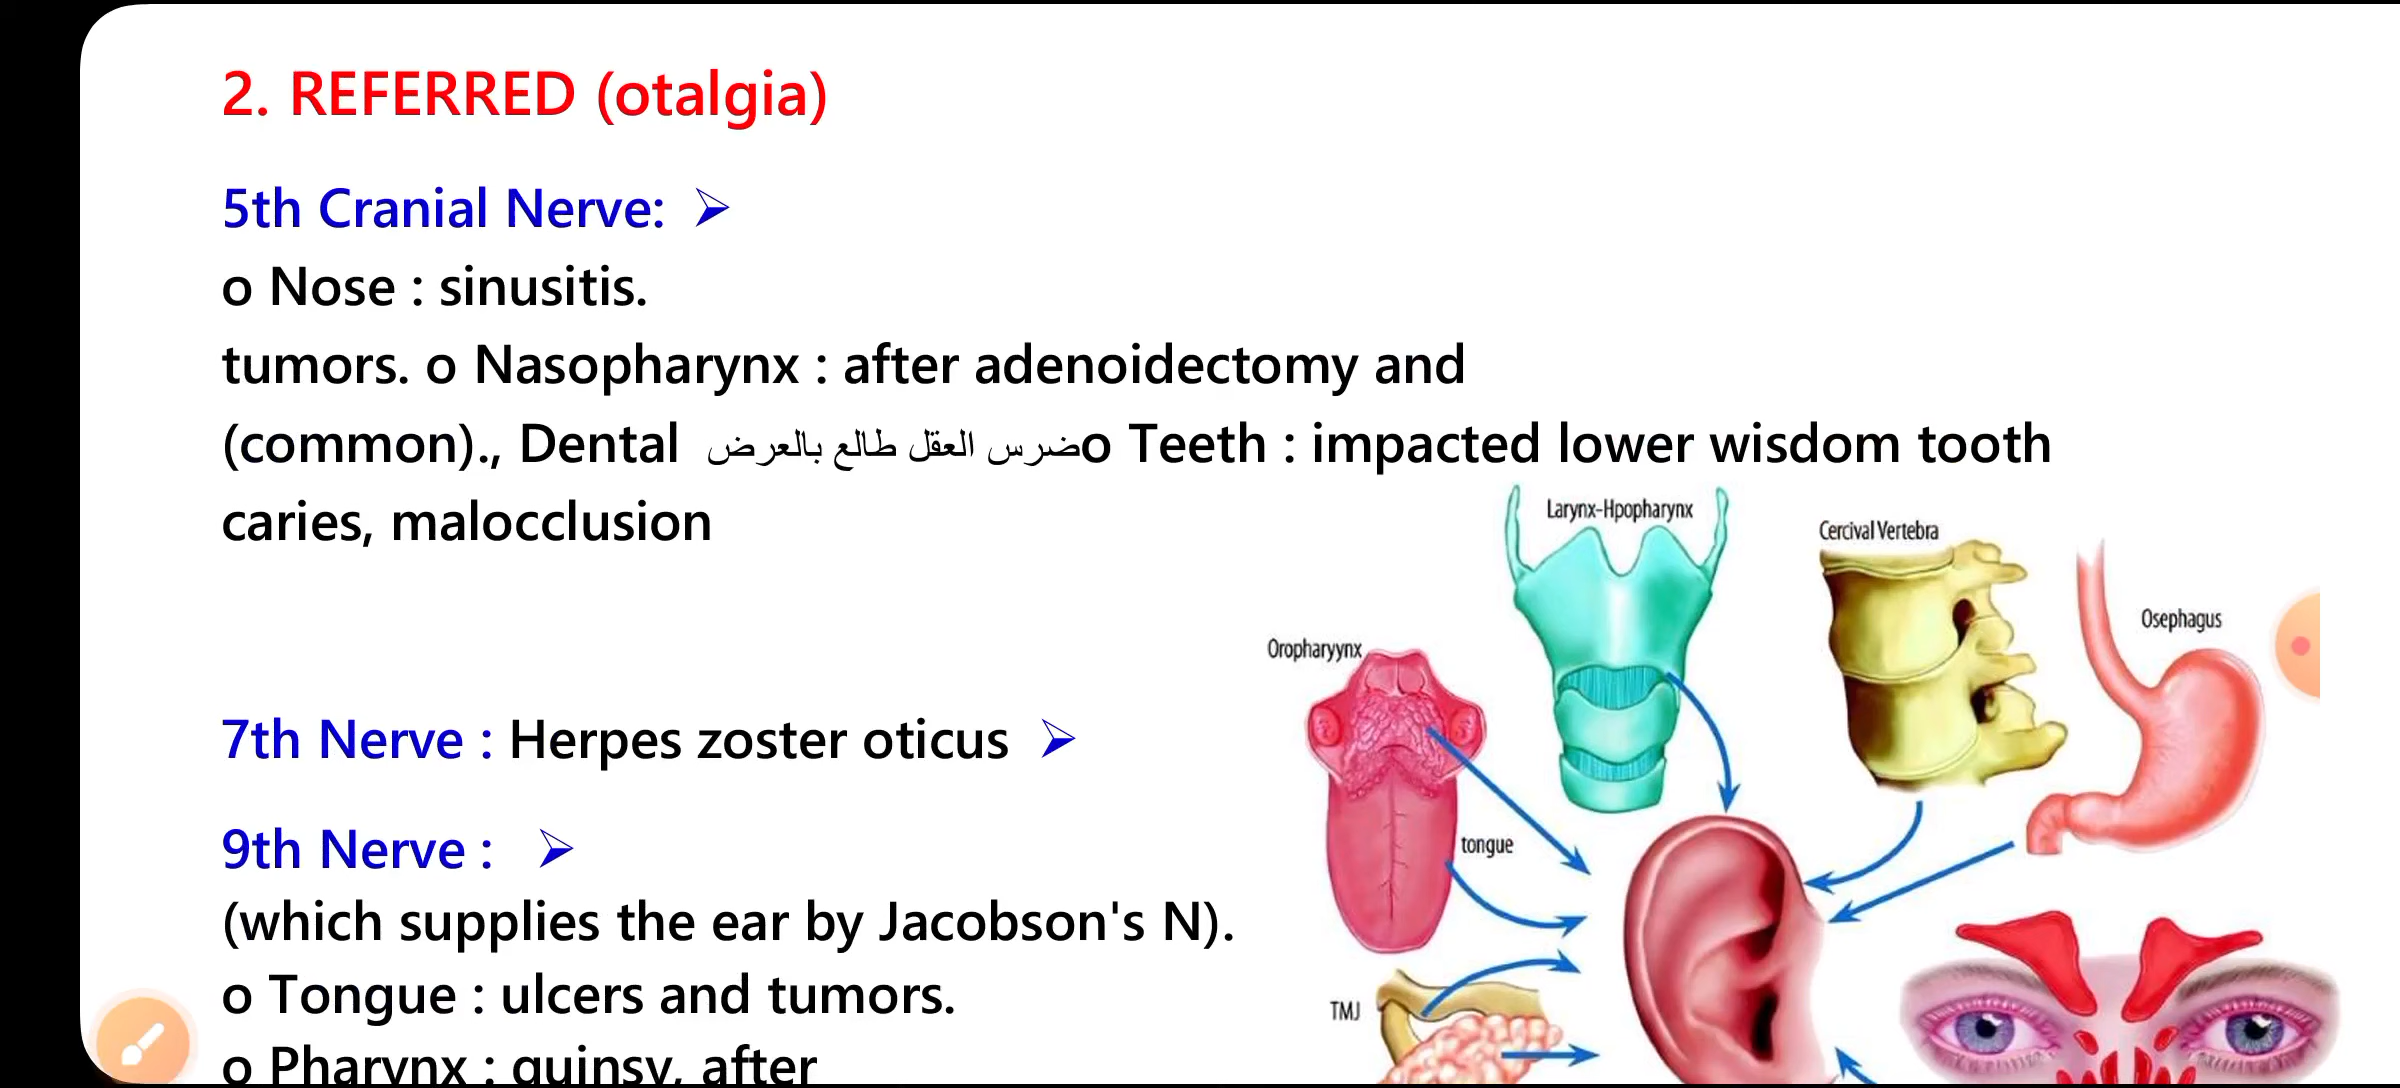 2. REFERRED (otalgia)
5th Cranial Nerve: ➢
o Nose : sinusitis.
tumors. o Nasopharynx : after adenoidectomy and
(common)., Dental ضرس العقل طالع بالعرض o Teeth : impacted lower wisdom tooth
caries, malocclusion
7th Nerve : Herpes zoster oticus ➢
9th Nerve : ➢
(which supplies the ear by Jacobson's N).
o Tongue : ulcers and tumors.
o Pharynx : quinsy, after
Larynx-Hpopharynx
Cercival Vertebra
Osephagus
Oropharyynx
tongue
TMJ